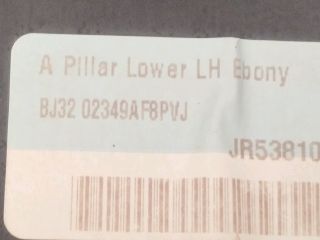 A Pillar Lower LH Ebony
BJ32 02349AF8PVJ
JR53810